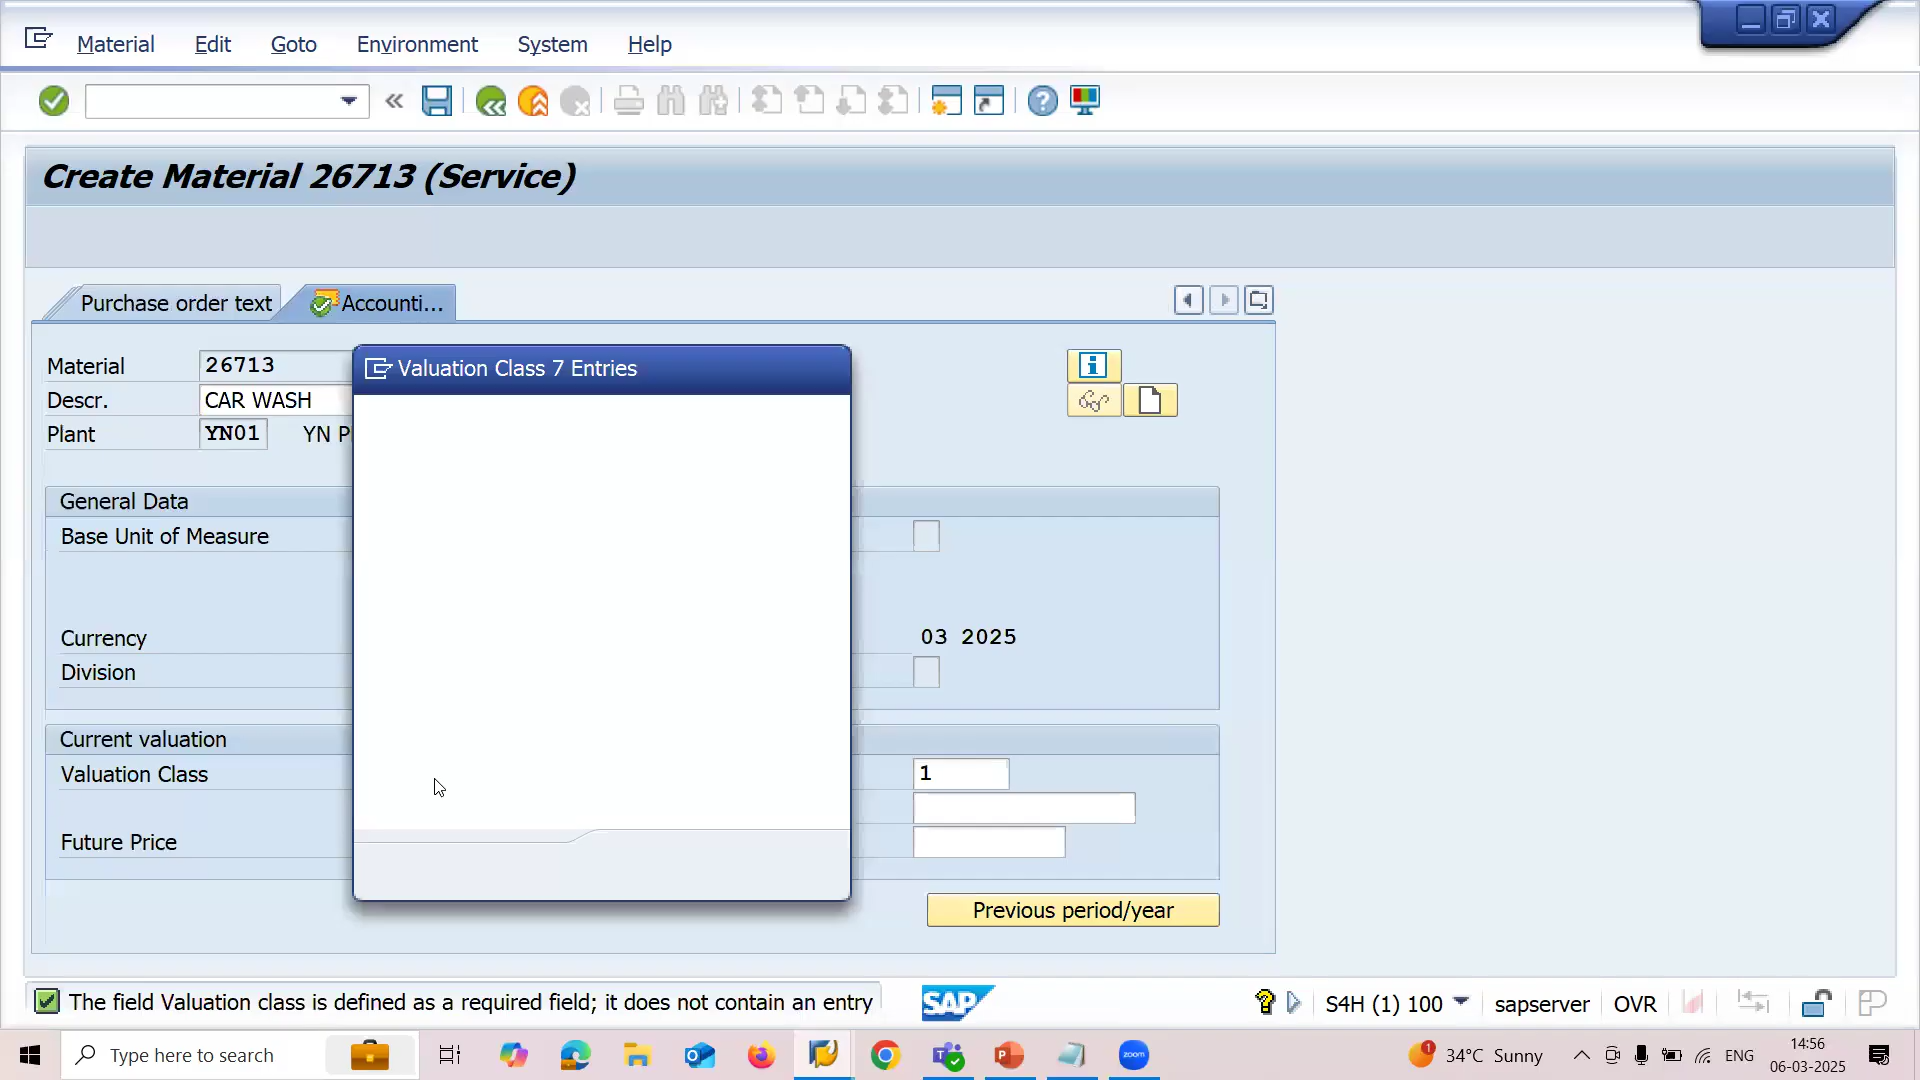 Material Edit Goto Environment System Help
Create Material 26713 (Service)
Purchase order text Accounti...
Material 26713
Descr. CAR WASH
Plant YN01 YN P
Valuation Class 7 Entries
General Data
Base Unit of Measure
Currency 03 2025
Division
Current valuation
Valuation Class 1
Future Price
Previous period/year
The field Valuation class is defined as a required field; it does not contain an entry
SAP
S4H (1) 100 sapserver OVR
Type here to search
zoom
1 34°C Sunny ENG
14:56
06-03-2025